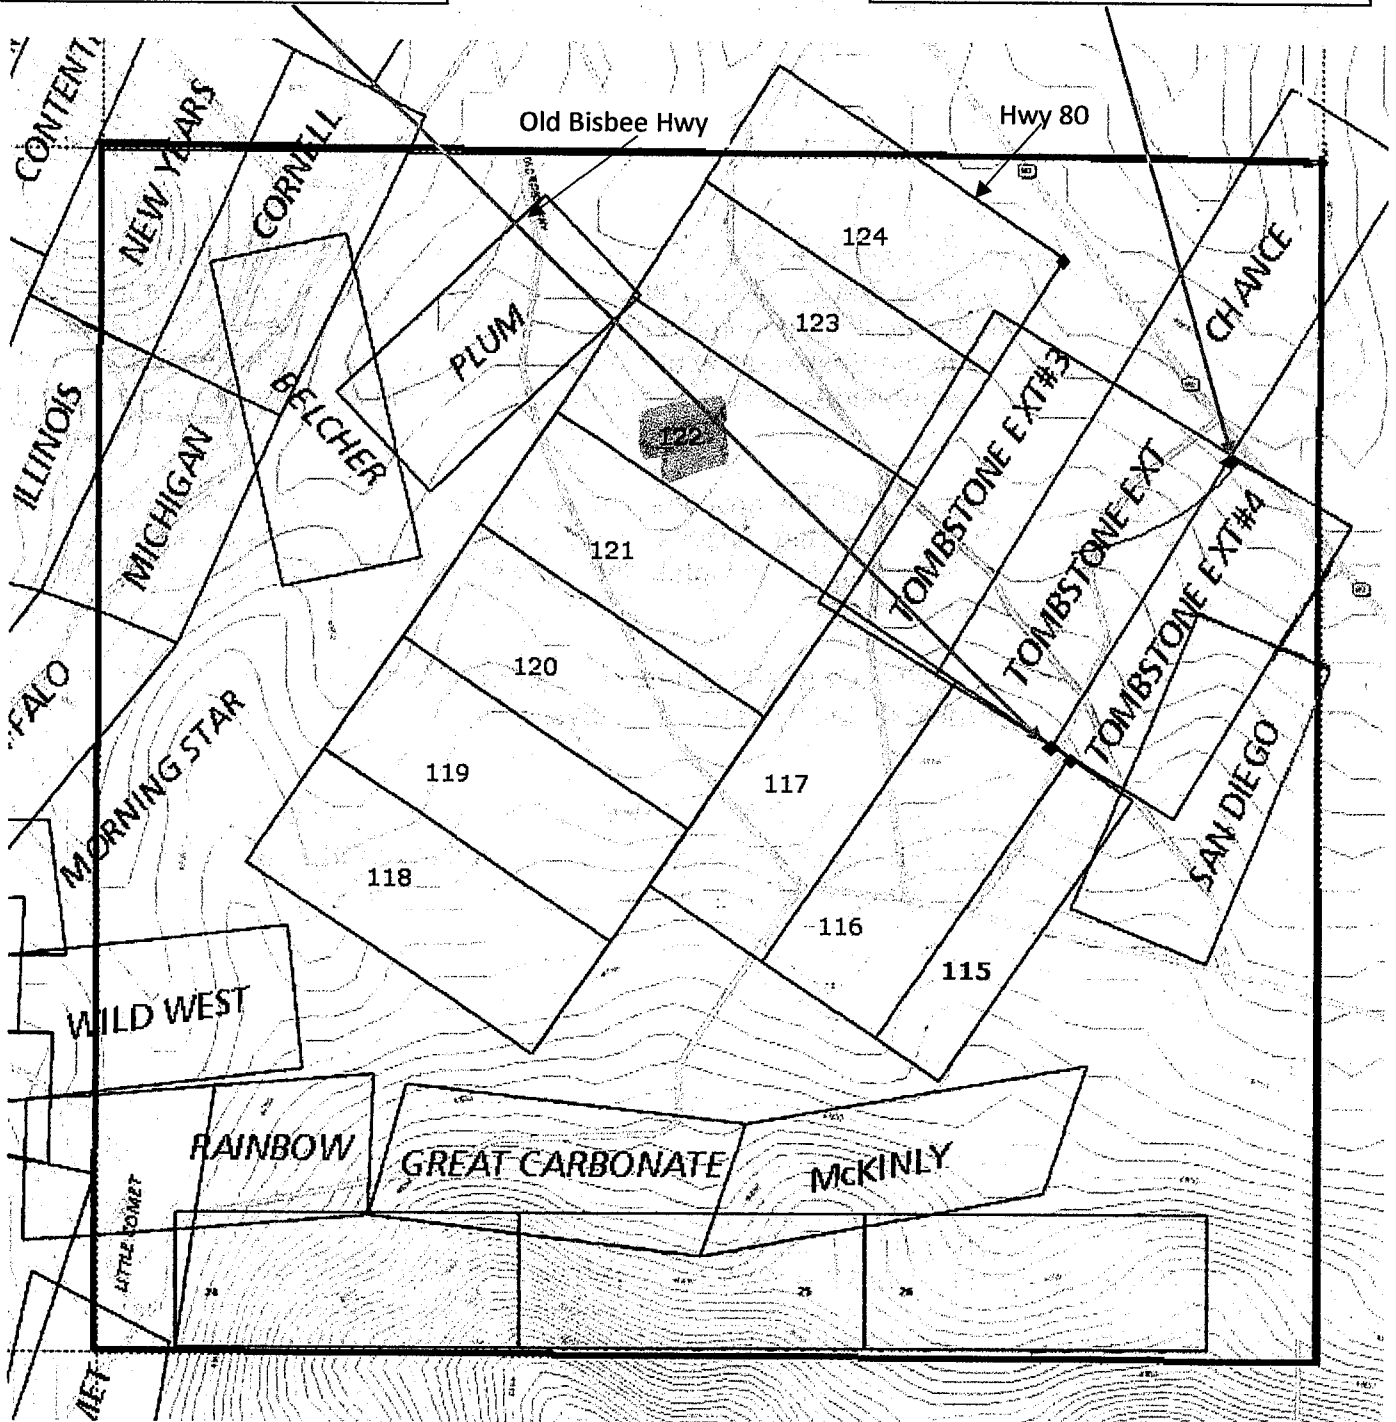 CONTENT
NEW YEARS
CORNELL
Old Bisbee Hwy
Hwy 80
124
CHANCE
123
PLUM
TOMBSTONE EXT#3
ILLINOIS
BELCHER
122
MICHIGAN
TOMBSTONE EXT
TOMBSTONE EXT#4
121
120
FALO
MORNING STAR
119
117
SAN DIEGO
118
116
115
WILD WEST
RAINBOW
GREAT CARBONATE
McKINLY
LITTLE COMET
25
26